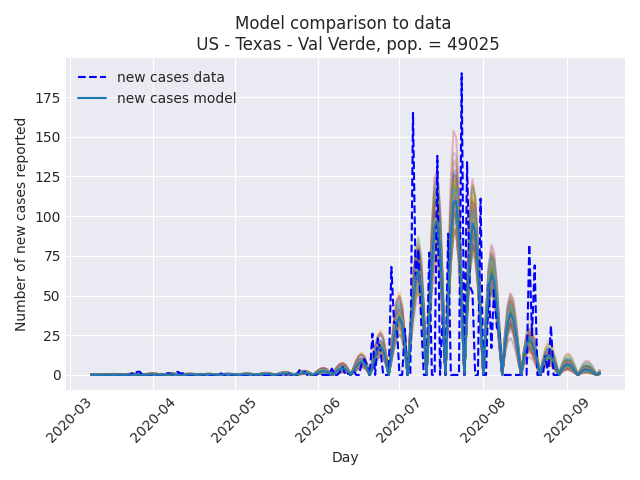 Model comparison to data
US - Texas - Val Verde, pop. = 49025
new cases data
new cases model
Number of new cases reported
175
150
125
100
75
50
25
0
2020-03
2020-04
2020-05
2020-06
2020-07
2020-08
2020-09
Day